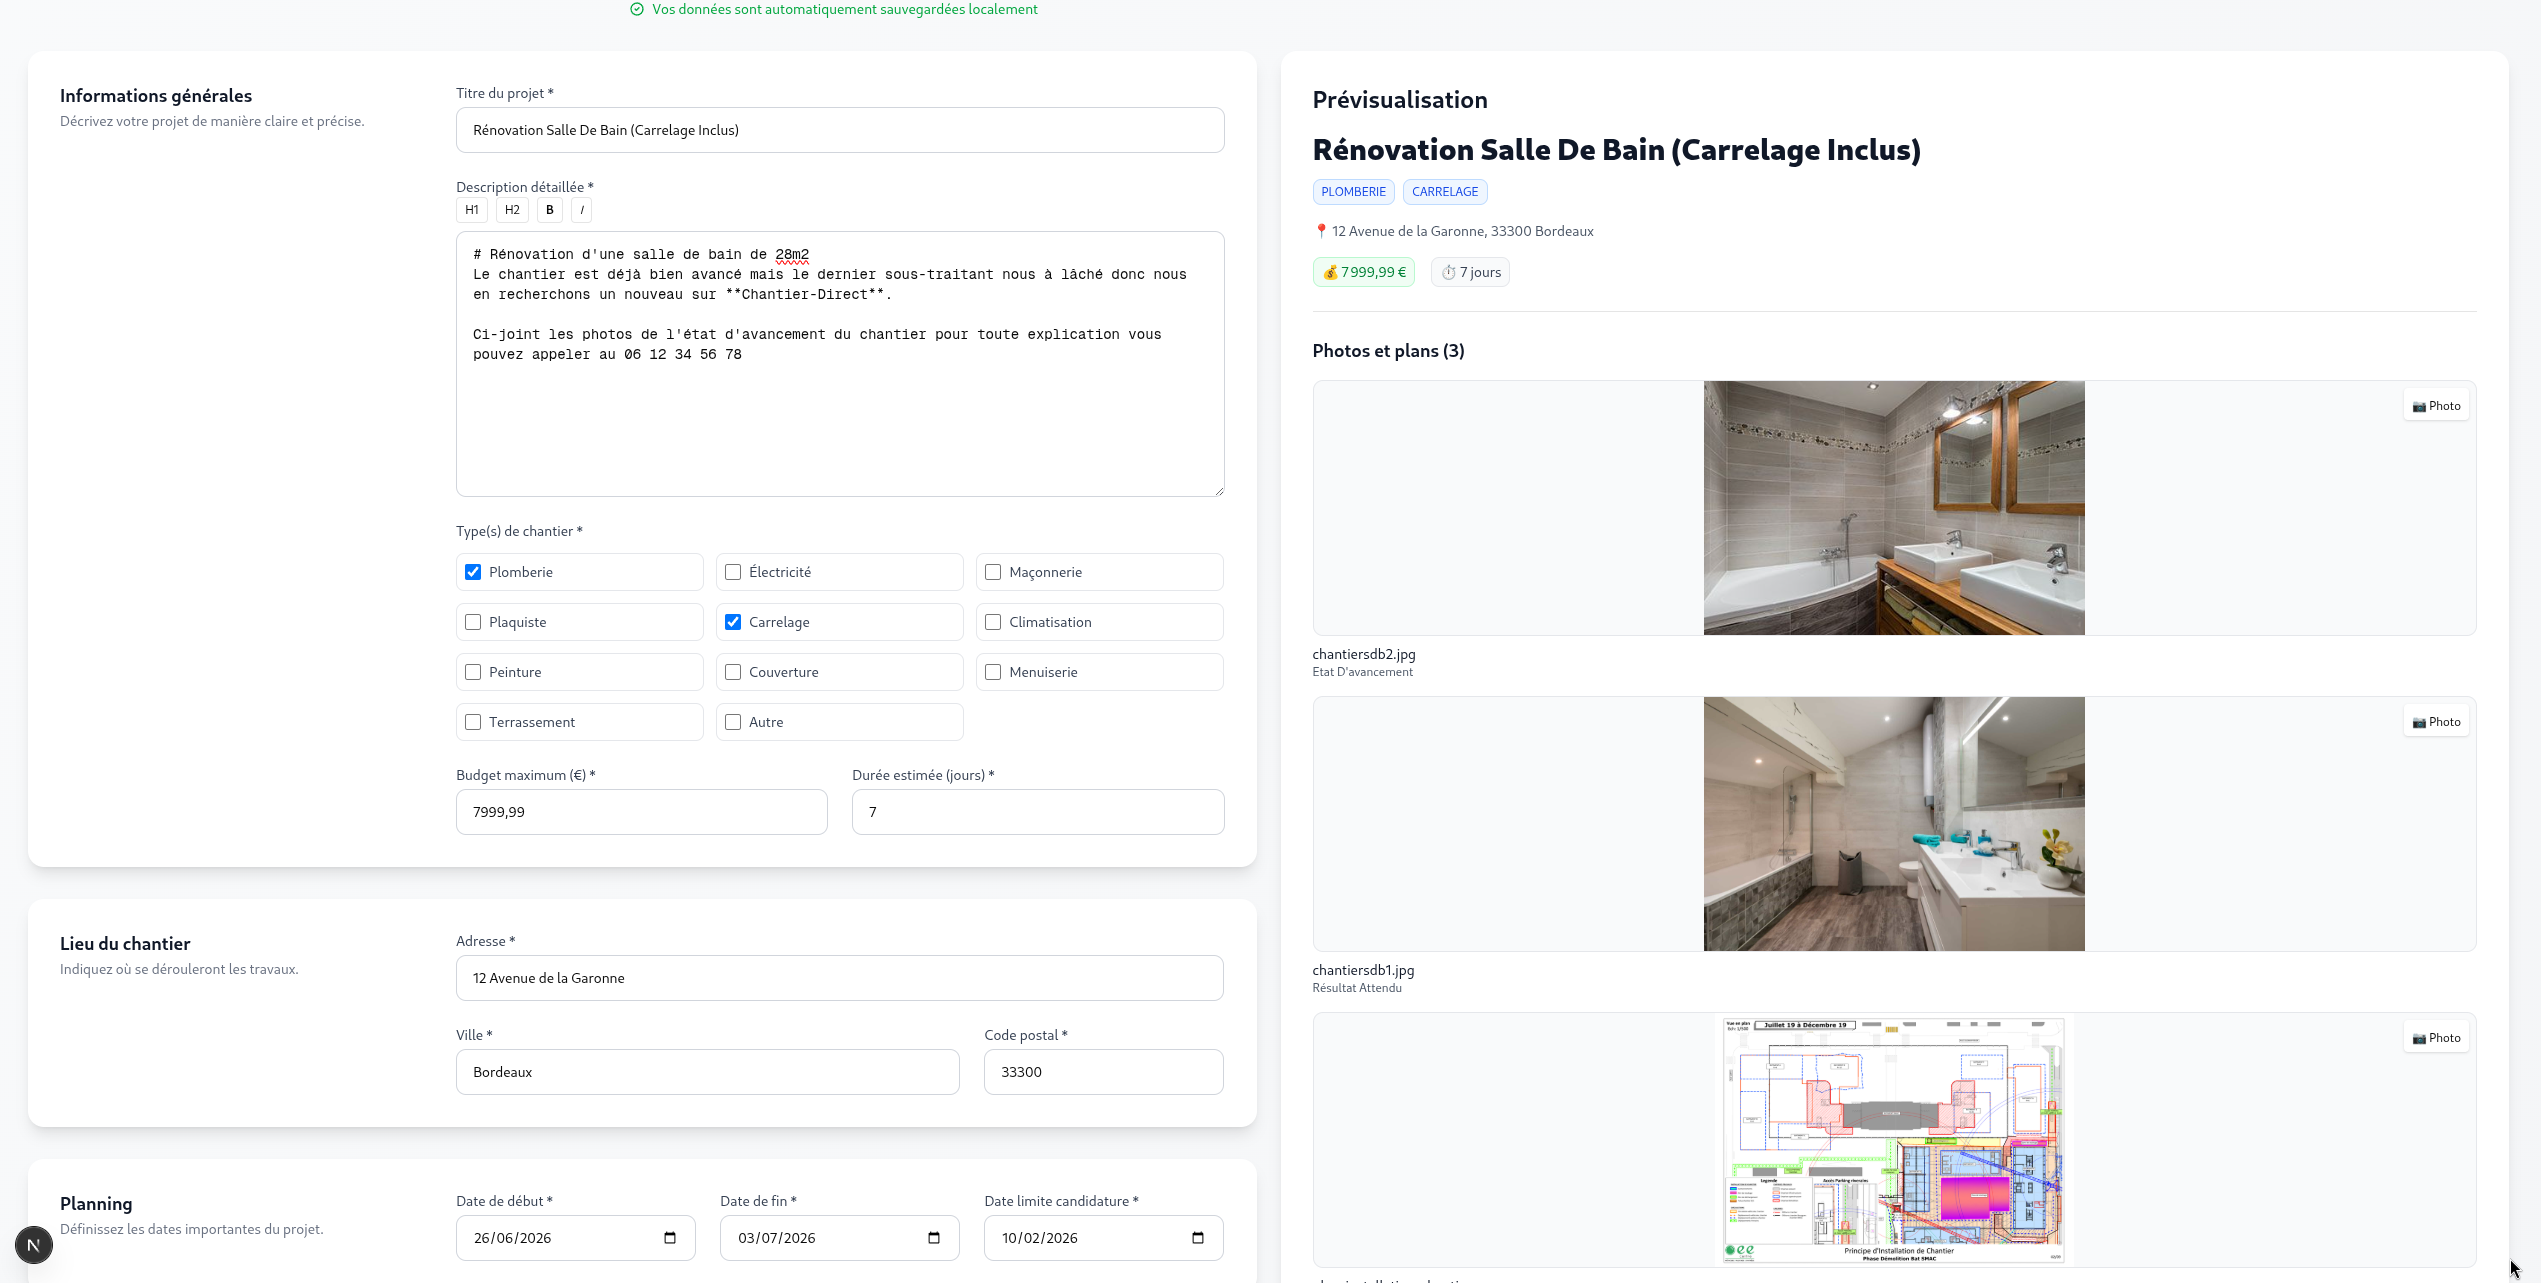 Vos données sont automatiquement sauvegardées localement
Informations générales
Décrivez votre projet de manière claire et précise.
Titre du projet *
Rénovation Salle De Bain (Carrelage Inclus)
Description détaillée *
H1 H2 B I
# Rénovation d'une salle de bain de 28m2
Le chantier est déjà bien avancé mais le dernier sous-traitant nous à lâché donc nous
en recherchons un nouveau sur **Chantier-Direct**.
Ci-joint les photos de l'état d'avancement du chantier pour toute explication vous
pouvez appeler au 06 12 34 56 78
Type(s) de chantier *
Plomberie Électricité Maçonnerie
Plaquiste Carrelage Climatisation
Peinture Couverture Menuiserie
Terrassement Autre
Budget maximum (€) * Durée estimée (jours) *
7999,99 7
Lieu du chantier
Indiquez où se dérouleront les travaux.
Adresse *
12 Avenue de la Garonne
Ville * Code postal *
Bordeaux 33300
Planning
Définissez les dates importantes du projet.
Date de début * Date de fin * Date limite candidature *
26/06/2026 03/07/2026 10/02/2026
N
Prévisualisation
Rénovation Salle De Bain (Carrelage Inclus)
PLOMBERIE CARRELAGE
📍 12 Avenue de la Garonne, 33300 Bordeaux
💰 7 999,99 € ⏱️ 7 jours
Photos et plans (3)
📷 Photo
chantiersdb2.jpg
Etat D'avancement
📷 Photo
chantiersdb1.jpg
Résultat Attendu
📷 Photo
Juillet 19 à Décembre 19
Légende
Accès Parking riverains
Principe d'Installation de Chantier
Phase Démolition Bat SMAC